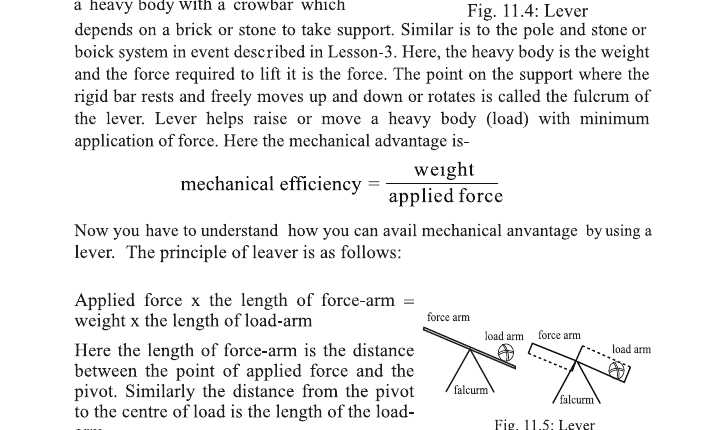 a heavy body with a crowbar which
Fig. 11.4: Lever
depends on a brick or stone to take support. Similar is to the pole and stone or
boick system in event described in Lesson-3. Here, the heavy body is the weight
and the force required to lift it is the force. The point on the support where the
rigid bar rests and freely moves up and down or rotates is called the fulcrum of
the lever. Lever helps raise or move a heavy body (load) with minimum
application of force. Here the mechanical advantage is-
mechanical efficiency = weight / applied force
Now you have to understand how you can avail mechanical anvantage by using a
lever. The principle of leaver is as follows:
Applied force x the length of force-arm =
weight x the length of load-arm
Here the length of force-arm is the distance
between the point of applied force and the
pivot. Similarly the distance from the pivot
to the centre of load is the length of the load-
force arm
load arm
falcurm
force arm
load arm
falcurm
Fig. 11.5: Lever